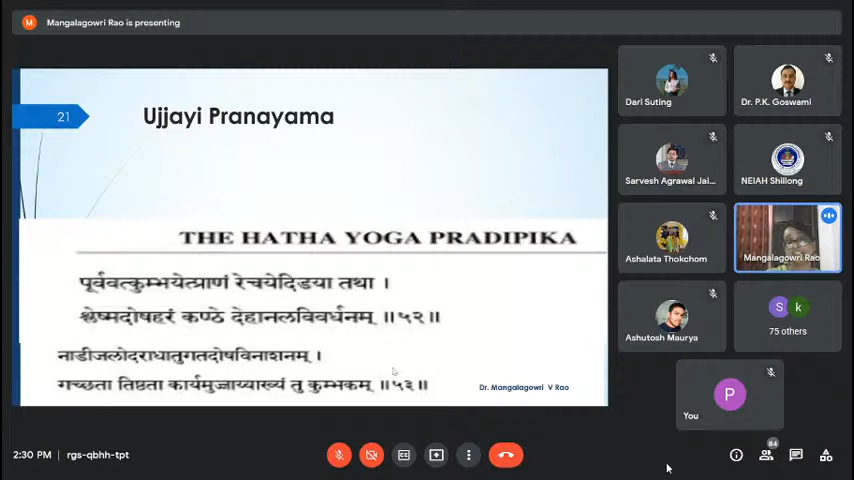 M Mangalagowri Rao is presenting
21
Ujjayi Pranayama
THE HATHA YOGA PRADIPIKA
पूर्ववत्कुम्भयेत्प्राणं रेचयेदिडया तथा ।
श्लेष्मदोषहरं कण्ठे देहानलविवर्धनम् ॥५२॥
नाडीजलोदराधातुगतदोषविनाशनम् ।
गच्छता तिष्ठता कार्यमुज्जाय्याख्यं तु कुम्भकम् ॥५३॥
Dr. Mangalagowri V Rao
Dari Suting
Dr. P.K. Goswami
Sarvesh Agrawal Jai...
NEIAH Shillong
Ashalata Thokchom
Mangalagowri Rao
Ashutosh Maurya
S k
75 others
P
You
2:30 PM | rgs-qbhh-tpt
CC
84